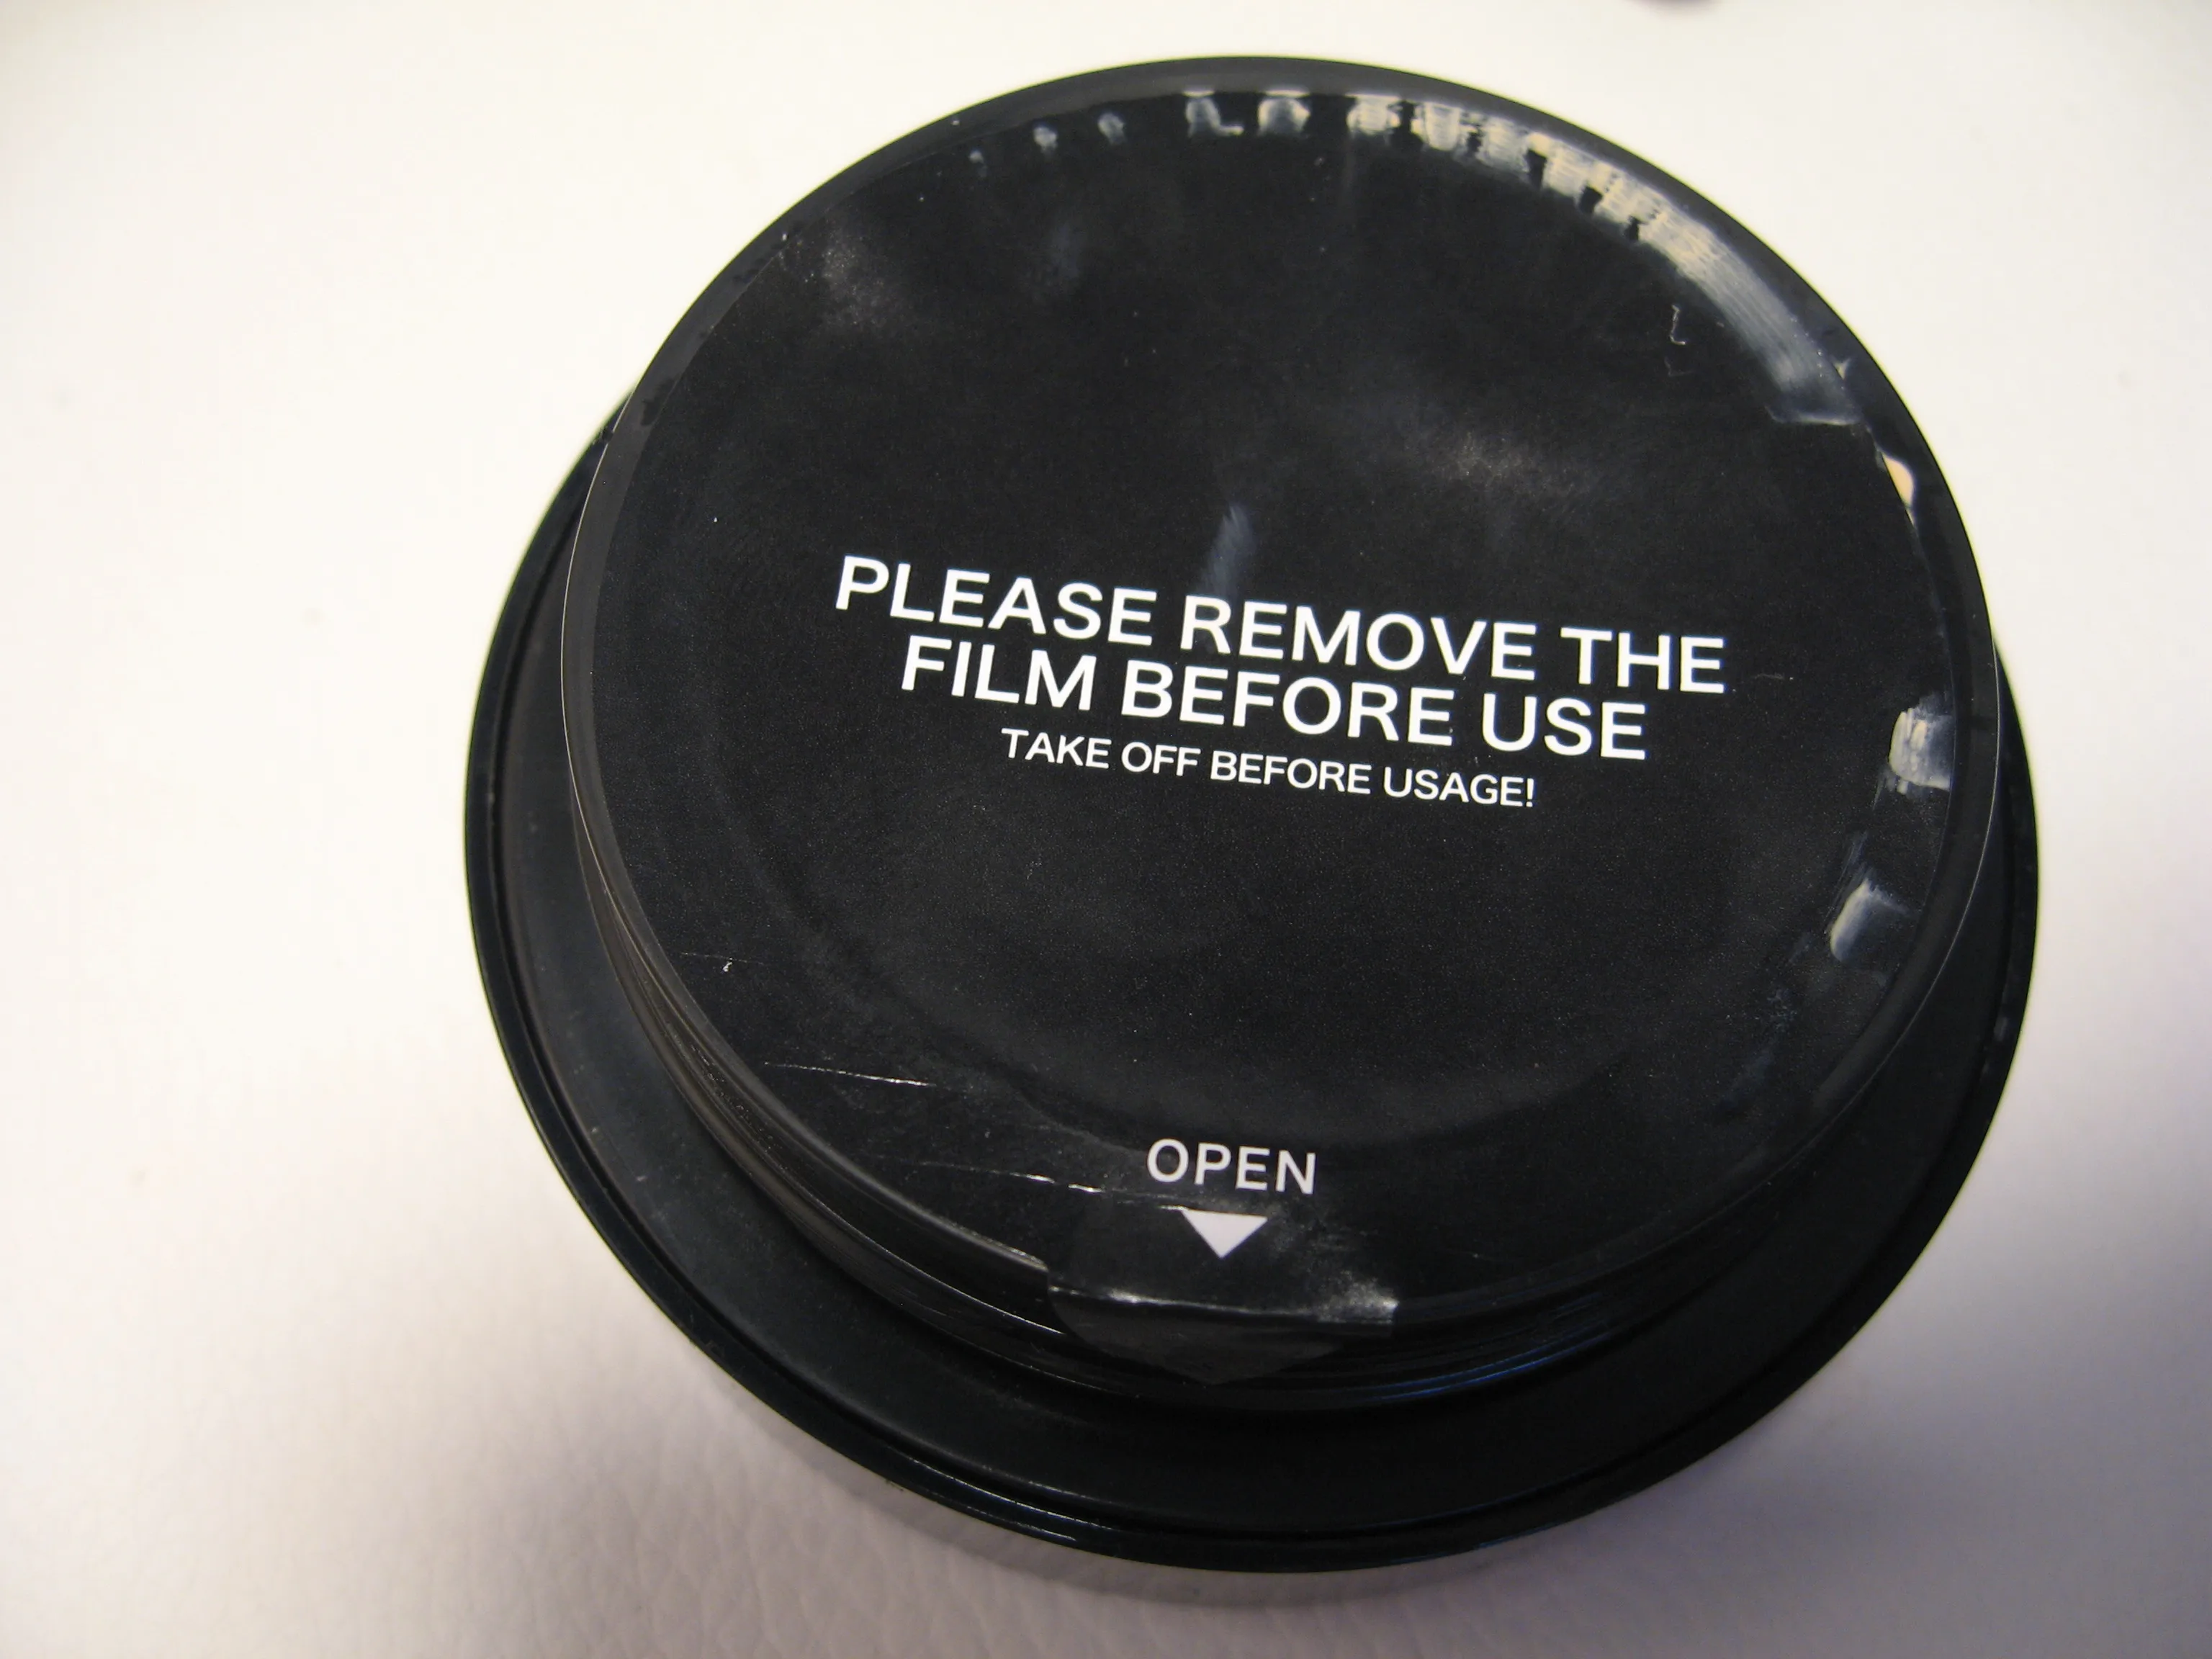 PLEASE REMOVE THE
FILM BEFORE USE
TAKE OFF BEFORE USAGE!
OPEN